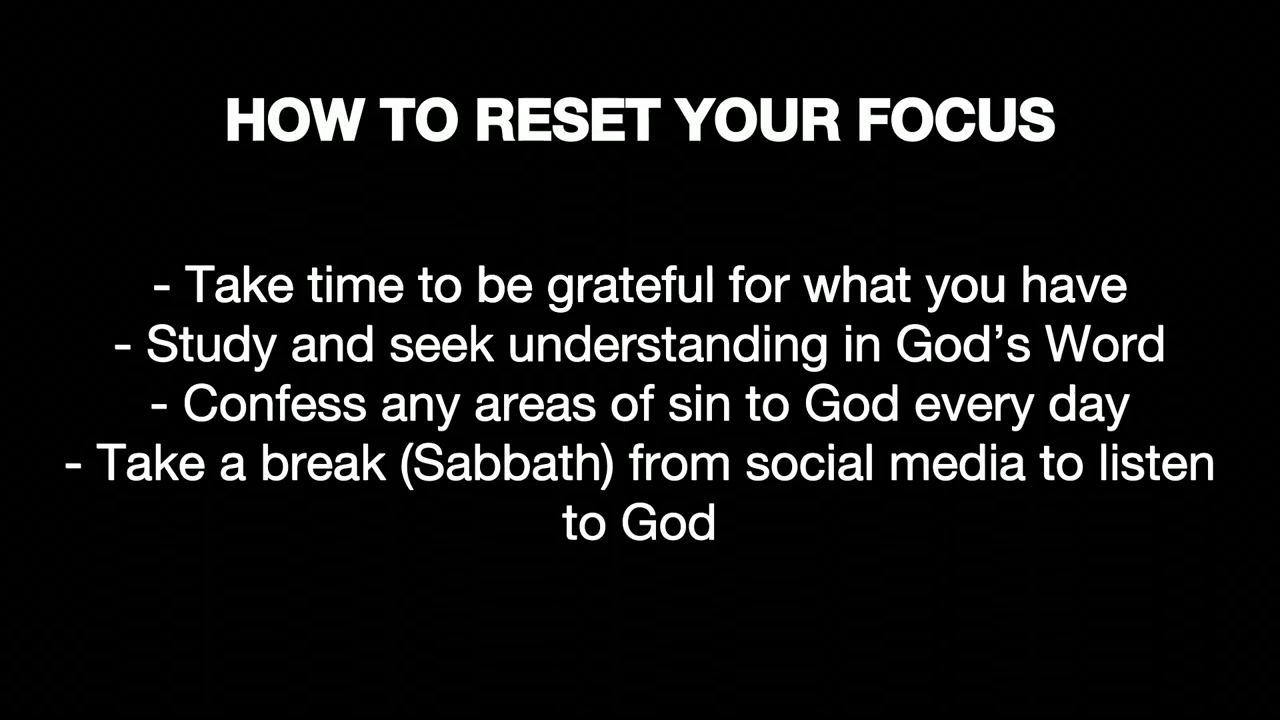 HOW TO RESET YOUR FOCUS
- Take time to be grateful for what you have
- Study and seek understanding in God’s Word
- Confess any areas of sin to God every day
- Take a break (Sabbath) from social media to listen
to God